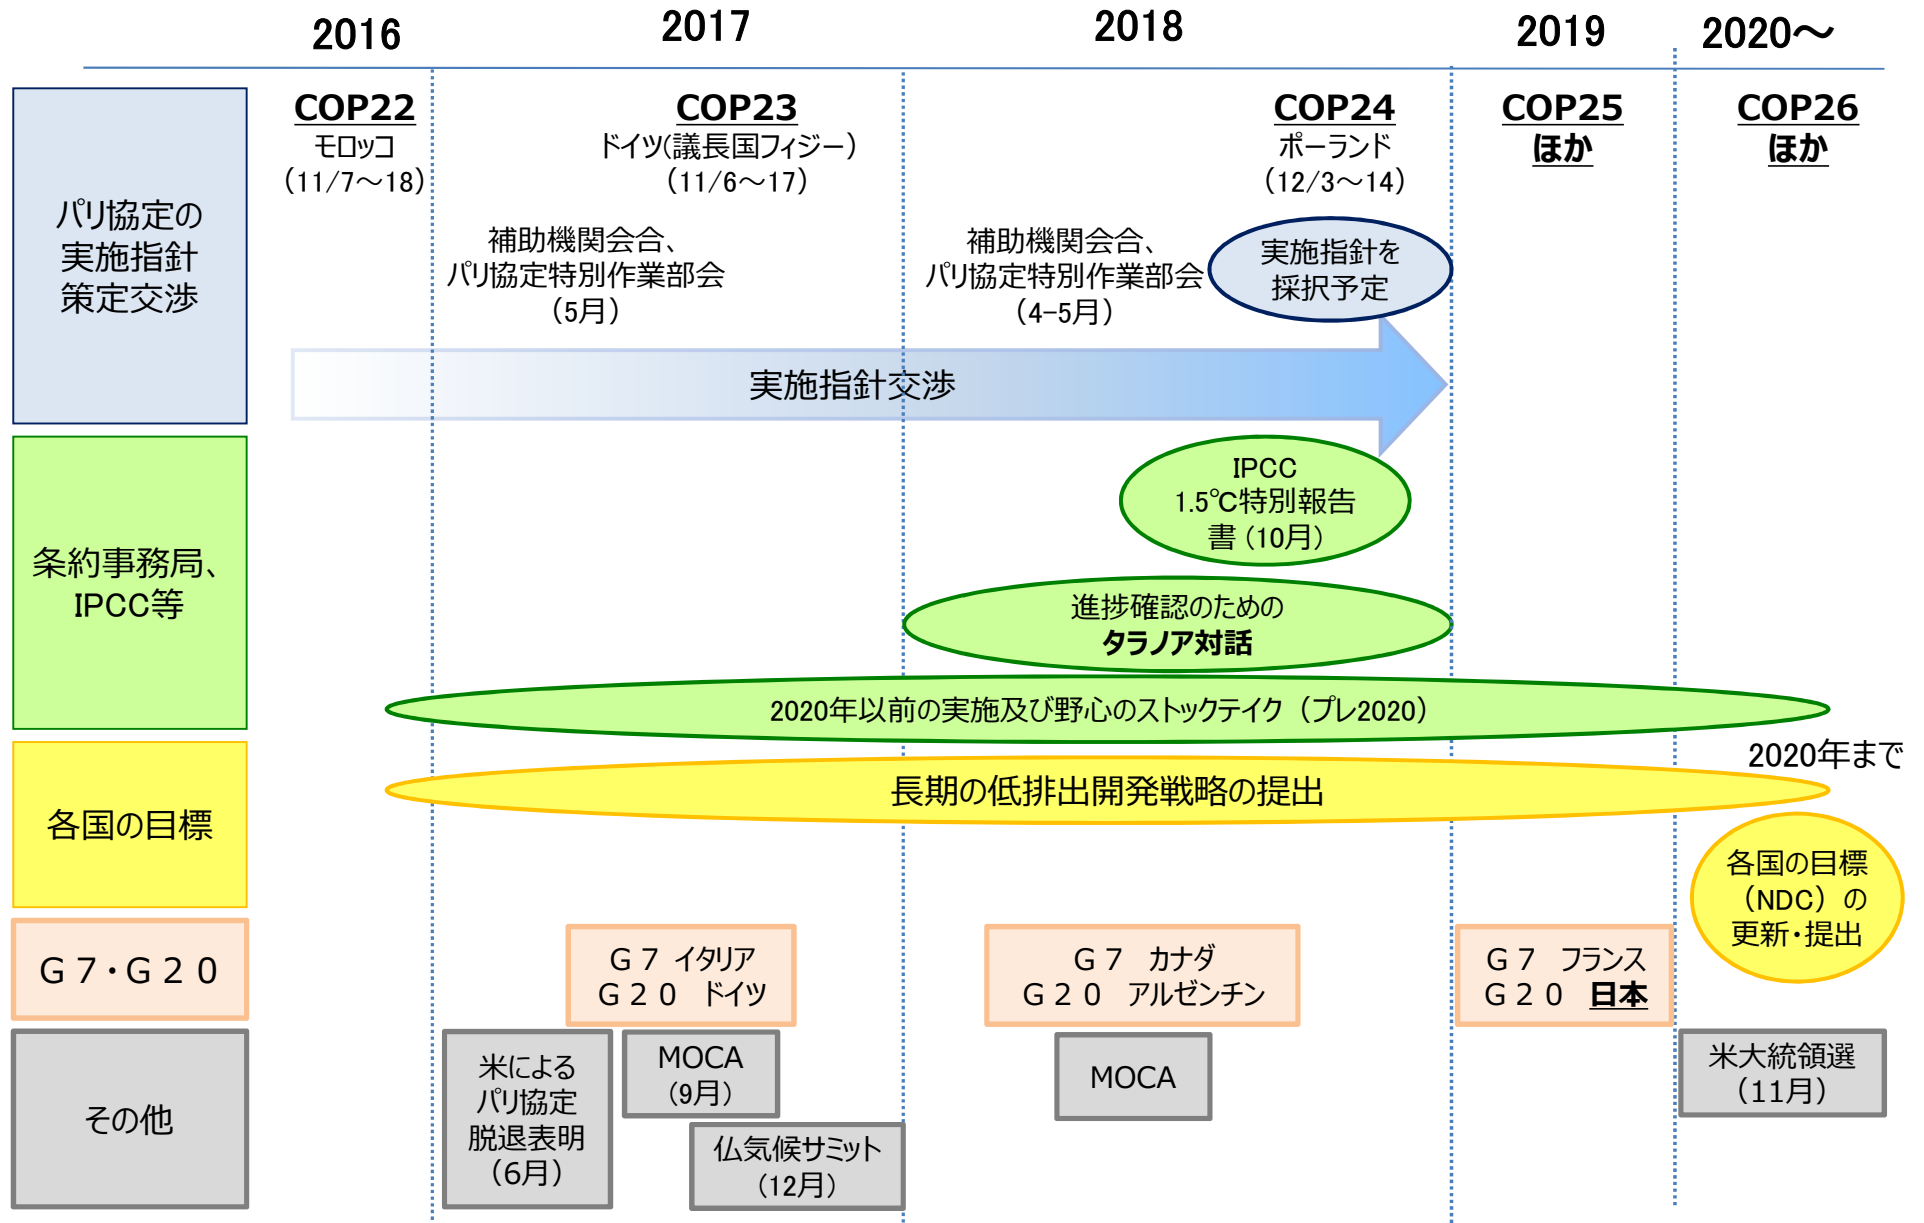 2016
2017
2018
2019
2020～
パリ協定の
実施指針
策定交渉
COP22
モロッコ
（11/7～18）
COP23
ドイツ(議長国フィジー）
（11/6～17）
COP24
ポーランド
（12/3～14）
COP25
ほか
COP26
ほか
補助機関会合、
パリ協定特別作業部会
（5月）
補助機関会合、
パリ協定特別作業部会
（4-5月）
実施指針を
採択予定
実施指針交渉
条約事務局、
IPCC等
IPCC
1.5℃特別報告
書（10月）
進捗確認のための
タラノア対話
2020年以前の実施及び野心のストックテイク（プレ2020）
各国の目標
2020年まで
長期の低排出開発戦略の提出
各国の目標
（NDC）の
更新・提出
Ｇ７・Ｇ２０
Ｇ７ イタリア
Ｇ２０　ドイツ
Ｇ７　カナダ
Ｇ２０　アルゼンチン
Ｇ７　フランス
Ｇ２０　日本
その他
米による
パリ協定
脱退表明
（6月）
MOCA
（9月）
仏気候サミット
（12月）
MOCA
米大統領選
（11月）